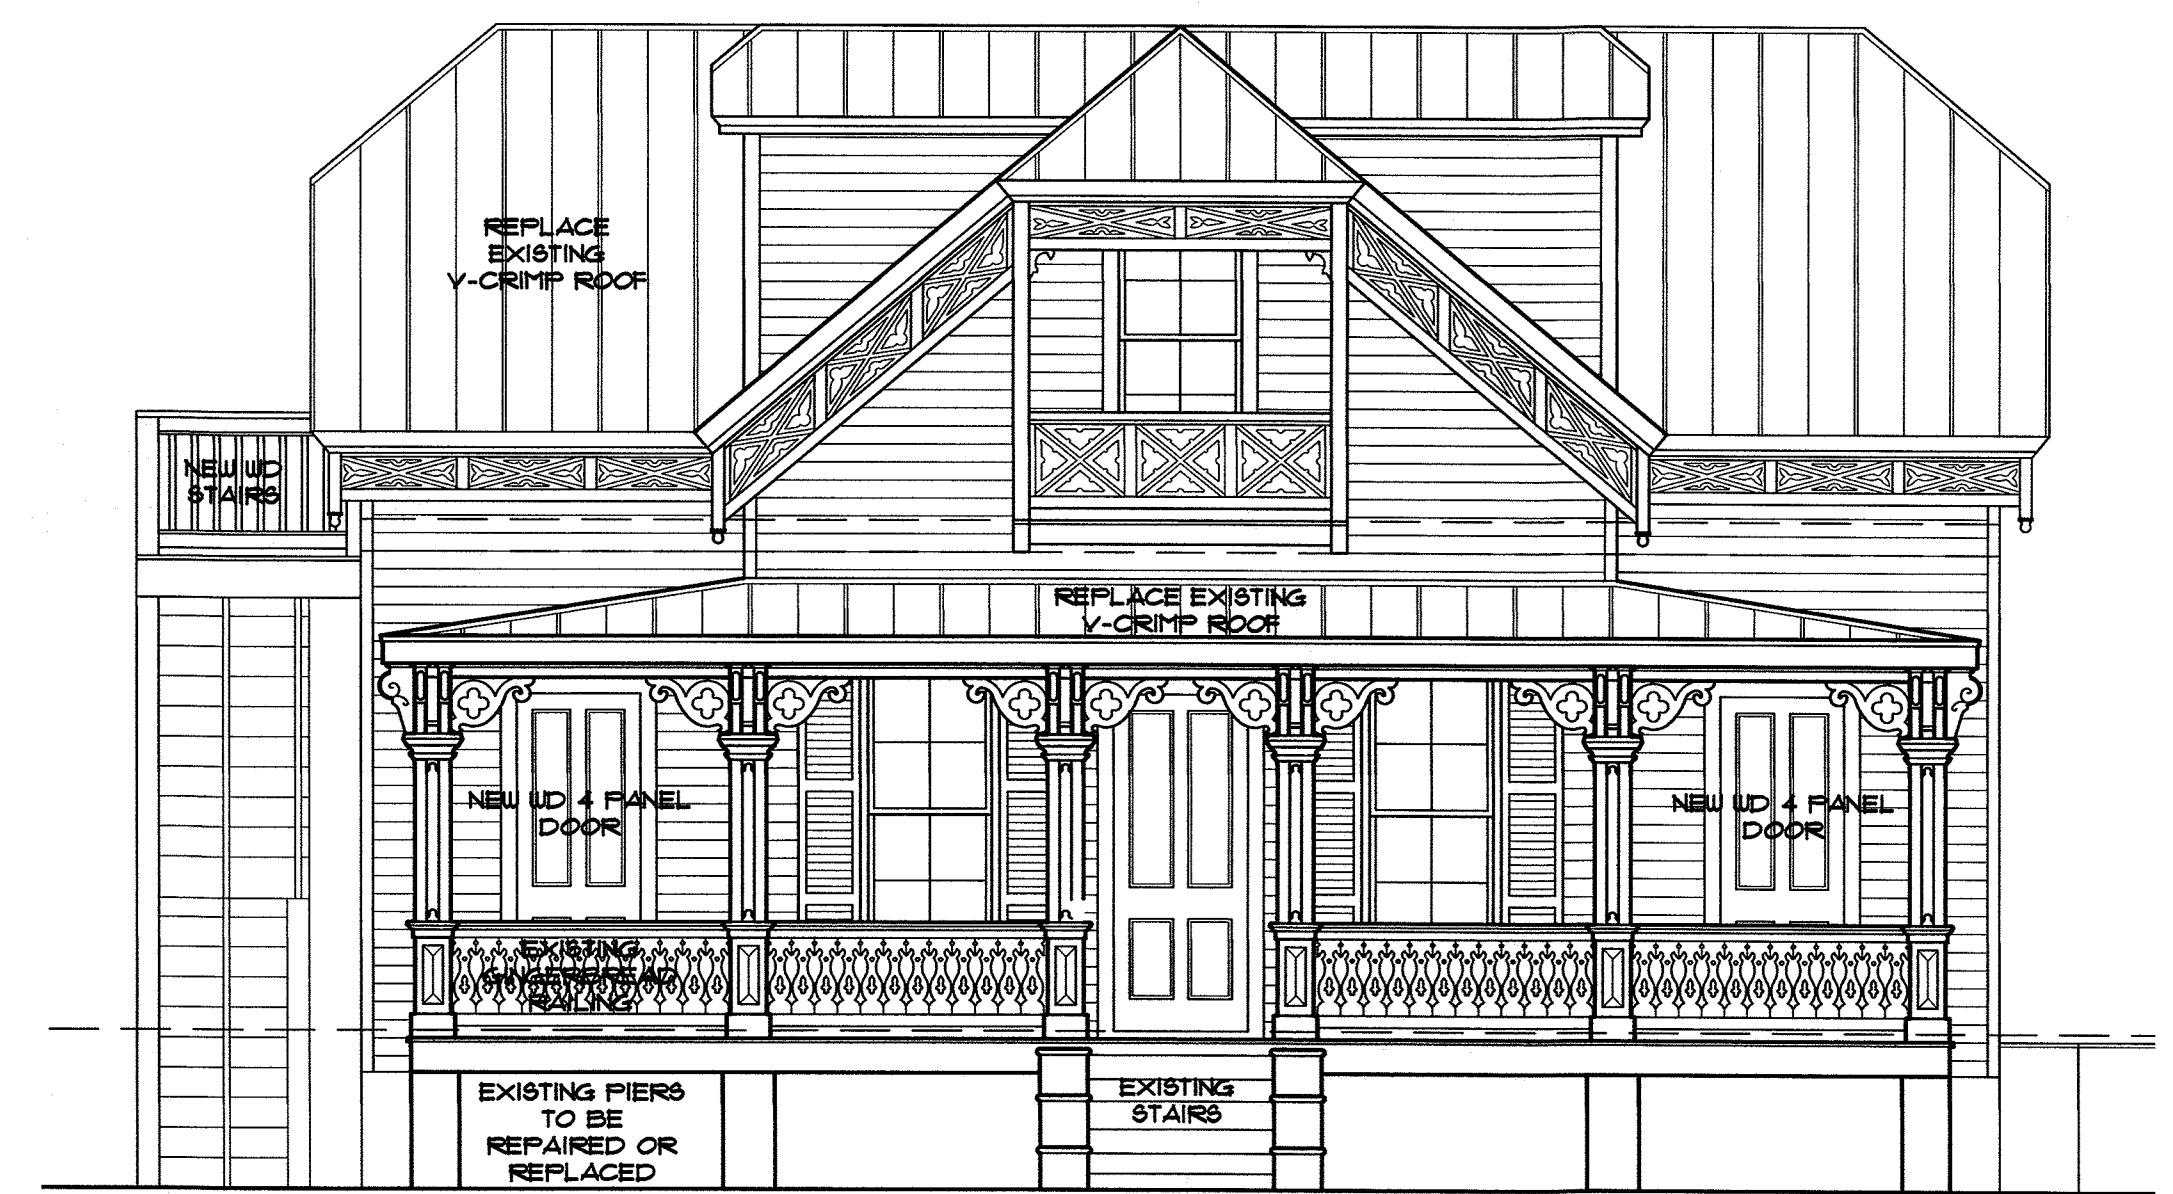 REPLACE
EXISTING
V-CRIMP ROOF
NEW WD
STAIRS
REPLACE EXISTING
V-CRIMP ROOF
NEW WD 4 PANEL
DOOR
NEW WD 4 PANEL
DOOR
EXISTING
GINGERBREAD
RAILING
EXISTING PIERS
TO BE
REPAIRED OR
REPLACED
EXISTING
STAIRS